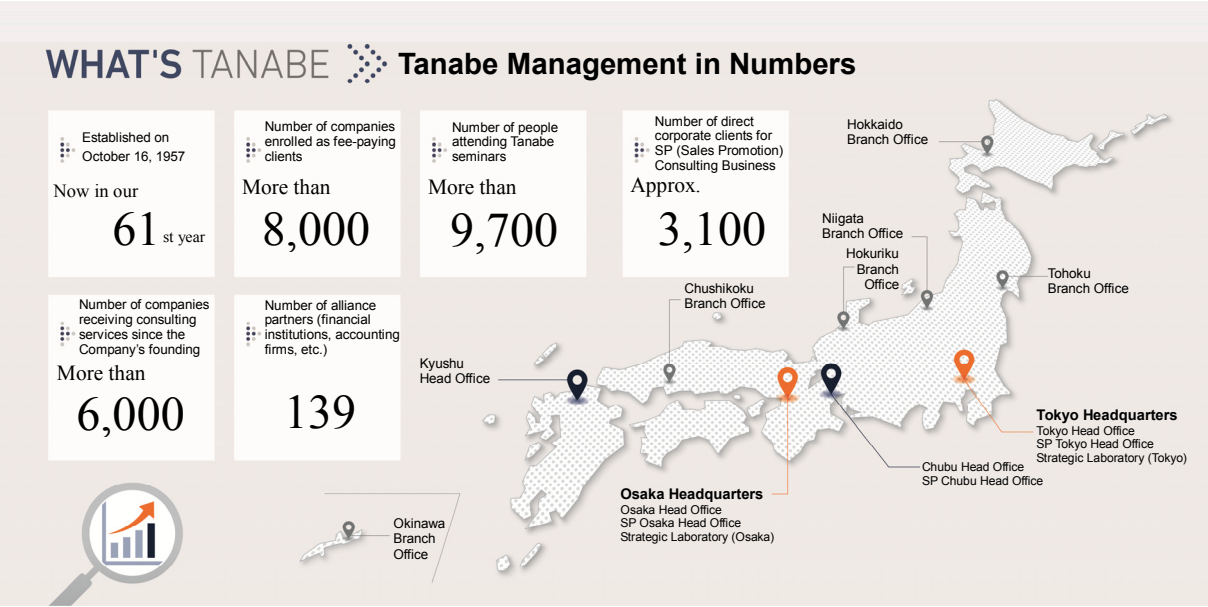 WHAT'S TANABE Tanabe Management in Numbers
Established on
October 16, 1957
Now in our
61 st year
Number of companies
enrolled as fee-paying
clients
More than
8,000
Number of people
attending Tanabe
seminars
More than
9,700
Number of direct
corporate clients for
SP (Sales Promotion)
Consulting Business
Approx.
3,100
Number of companies
receiving consulting
services since the
Company's founding
More than
6,000
Number of alliance
partners (financial
institutions, accounting
firms, etc.)
139
Hokkaido
Branch Office
Niigata
Branch Office
Hokuriku
Branch
Office
Tohoku
Branch Office
Chushikoku
Branch Office
Kyushu
Head Office
Tokyo Headquarters
Tokyo Head Office
SP Tokyo Head Office
Strategic Laboratory (Tokyo)
Chubu Head Office
SP Chubu Head Office
Osaka Headquarters
Osaka Head Office
SP Osaka Head Office
Strategic Laboratory (Osaka)
Okinawa
Branch
Office